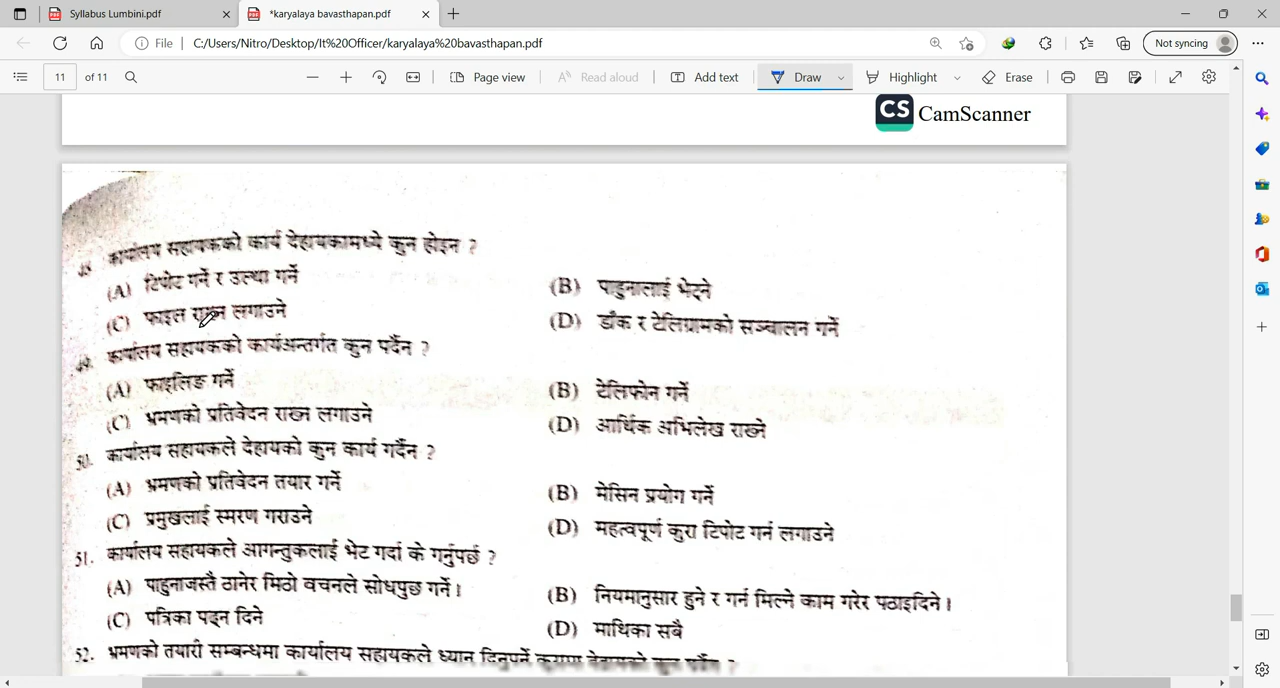 Syllabus Lumbini.pdf
*karyalaya bavasthapan.pdf
File
C:/Users/Nitro/Desktop/It%20Officer/karyalaya%20bavasthapan.pdf
Not syncing
11 of 11
Page view
Read aloud
Add text
Draw
Highlight
Erase
CS CamScanner
48 कार्यालय सहायकको कार्य देहायकामध्ये कुन होइन ?
(A) टिपोट गर्ने र उल्था गर्ने
(B) पाहुनालाई भेट्ने
(C) फाइल राख्न लगाउने
(D) डाँक र टेलिग्रामको सञ्चालन गर्ने
49. कार्यालय सहायकको कार्यअन्तर्गत कुन पर्दैन ?
(A) फाइलिङ गर्ने
(B) टेलिफोन गर्ने
(C) भ्रमणको प्रतिवेदन राख्न लगाउने
(D) आर्थिक अभिलेख राख्ने
50. कार्यालय सहायकले देहायको कुन कार्य गर्दैन ?
(A) भ्रमणको प्रतिवेदन तयार गर्ने
(B) मेसिन प्रयोग गर्ने
(C) प्रमुखलाई स्मरण गराउने
(D) महत्वपूर्ण कुरा टिपोट गर्न लगाउने
51. कार्यालय सहायकले आगन्तुकलाई भेट गर्दा के गर्नुपर्छ ?
(A) पाहुनाजस्तै ठानेर मिठो वचनले सोधपुछ गर्ने।
(B) नियमानुसार हुने र गर्न मिल्ने काम गरेर पठाइदिने।
(C) पत्रिका पढ्न दिने
(D) माथिका सबै
52. भ्रमणको तयारी सम्बन्धमा कार्यालय सहायकले ध्यान दिनुपर्ने कुरामा देहायको कुन पर्दैन ?